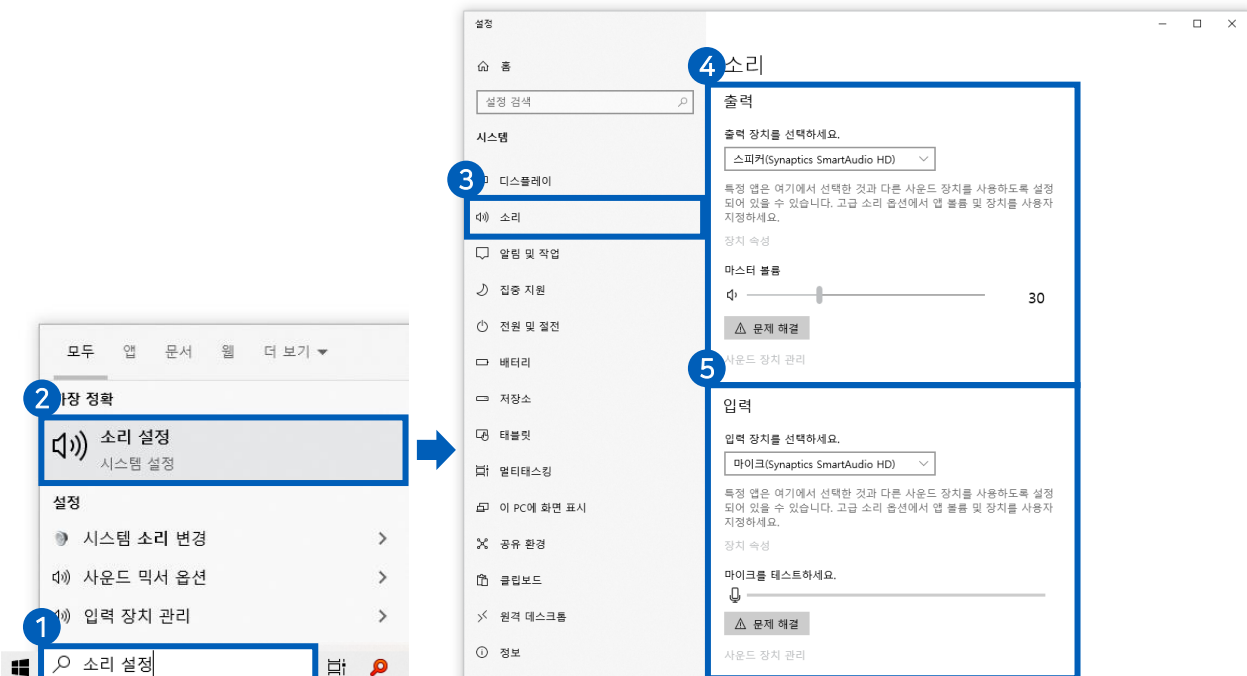 모두 앱 문서 웹 더 보기
가장 정확
2
소리 설정
시스템 설정
설정
시스템 소리 변경
사운드 믹서 옵션
입력 장치 관리
1
소리 설정
설정
홈
설정 검색
시스템
3
디스플레이
소리
알림 및 작업
집중 지원
전원 및 절전
배터리
저장소
태블릿
멀티태스킹
이 PC에 화면 표시
공유 환경
클립보드
원격 데스크톱
정보
4
소리
출력
출력 장치를 선택하세요.
스피커(Synaptics SmartAudio HD)
특정 앱은 여기에서 선택한 것과 다른 사운드 장치를 사용하도록 설정
되어 있을 수 있습니다. 고급 소리 옵션에서 앱 볼륨 및 장치를 사용자
지정하세요.
장치 속성
마스터 볼륨
30
문제 해결
사운드 장치 관리
5
입력
입력 장치를 선택하세요.
마이크(Synaptics SmartAudio HD)
특정 앱은 여기에서 선택한 것과 다른 사운드 장치를 사용하도록 설정
되어 있을 수 있습니다. 고급 소리 옵션에서 앱 볼륨 및 장치를 사용자
지정하세요.
장치 속성
마이크를 테스트하세요.
문제 해결
사운드 장치 관리